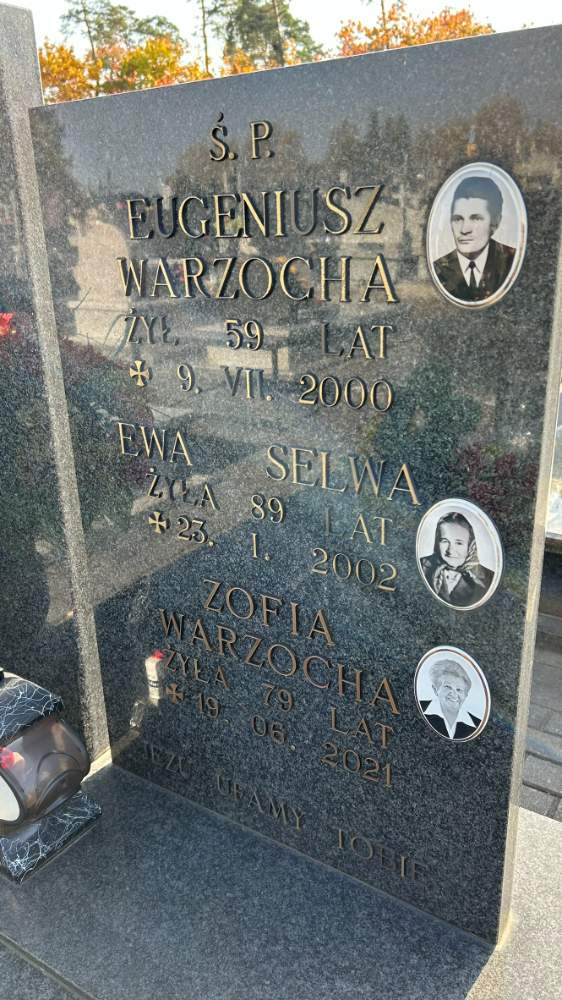 Ś. P.
EUGENIUSZ
WARZOCHA
ŻYŁ 59 LAT
9. VII. 2000
EWA SELWA
ŻYŁA 89 LAT
23. I. 2002
ZOFIA
WARZOCHA
ŻYŁA 79 LAT
19. 06. 2021
JEZU UFAMY TOBIE